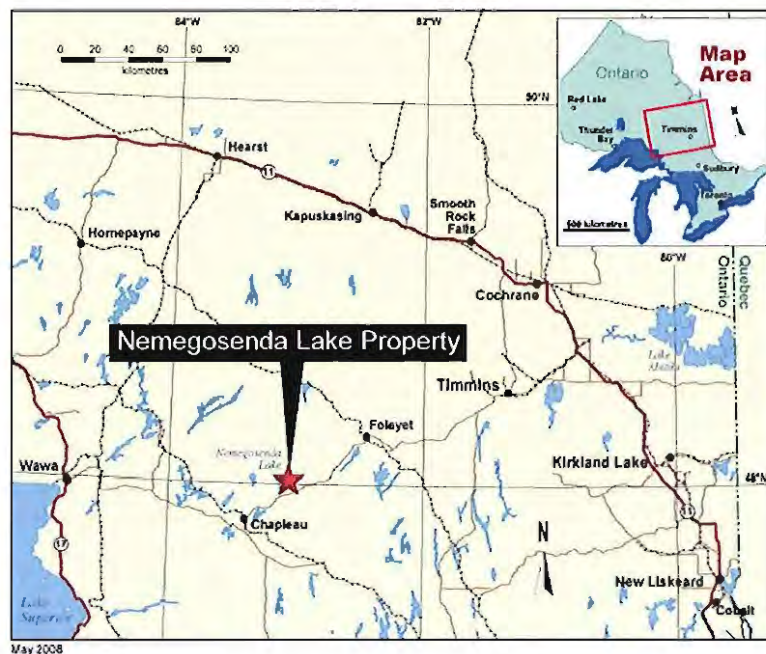 84°W
82°W
0 20 40 60 80 100
kilometres
50°N
Hearst
11
Kapuskasing
Smooth
Rock
Falls
Hornepayne
Cochrane
80°W
Ontario
Quebec
Nemegosenda Lake Property
Lake
Timmins
Foleyet
Nemegosenda
Lake
Wawa
Kirkland Lake
48°N
Chapleau
11
17
N
New Liskeard
Cobalt
Lake
Superior
May 2008
Map
Area
Ontario
Red Lake
Thunder
Bay
Timmins
Sudbury
Toronto
500 kilometres